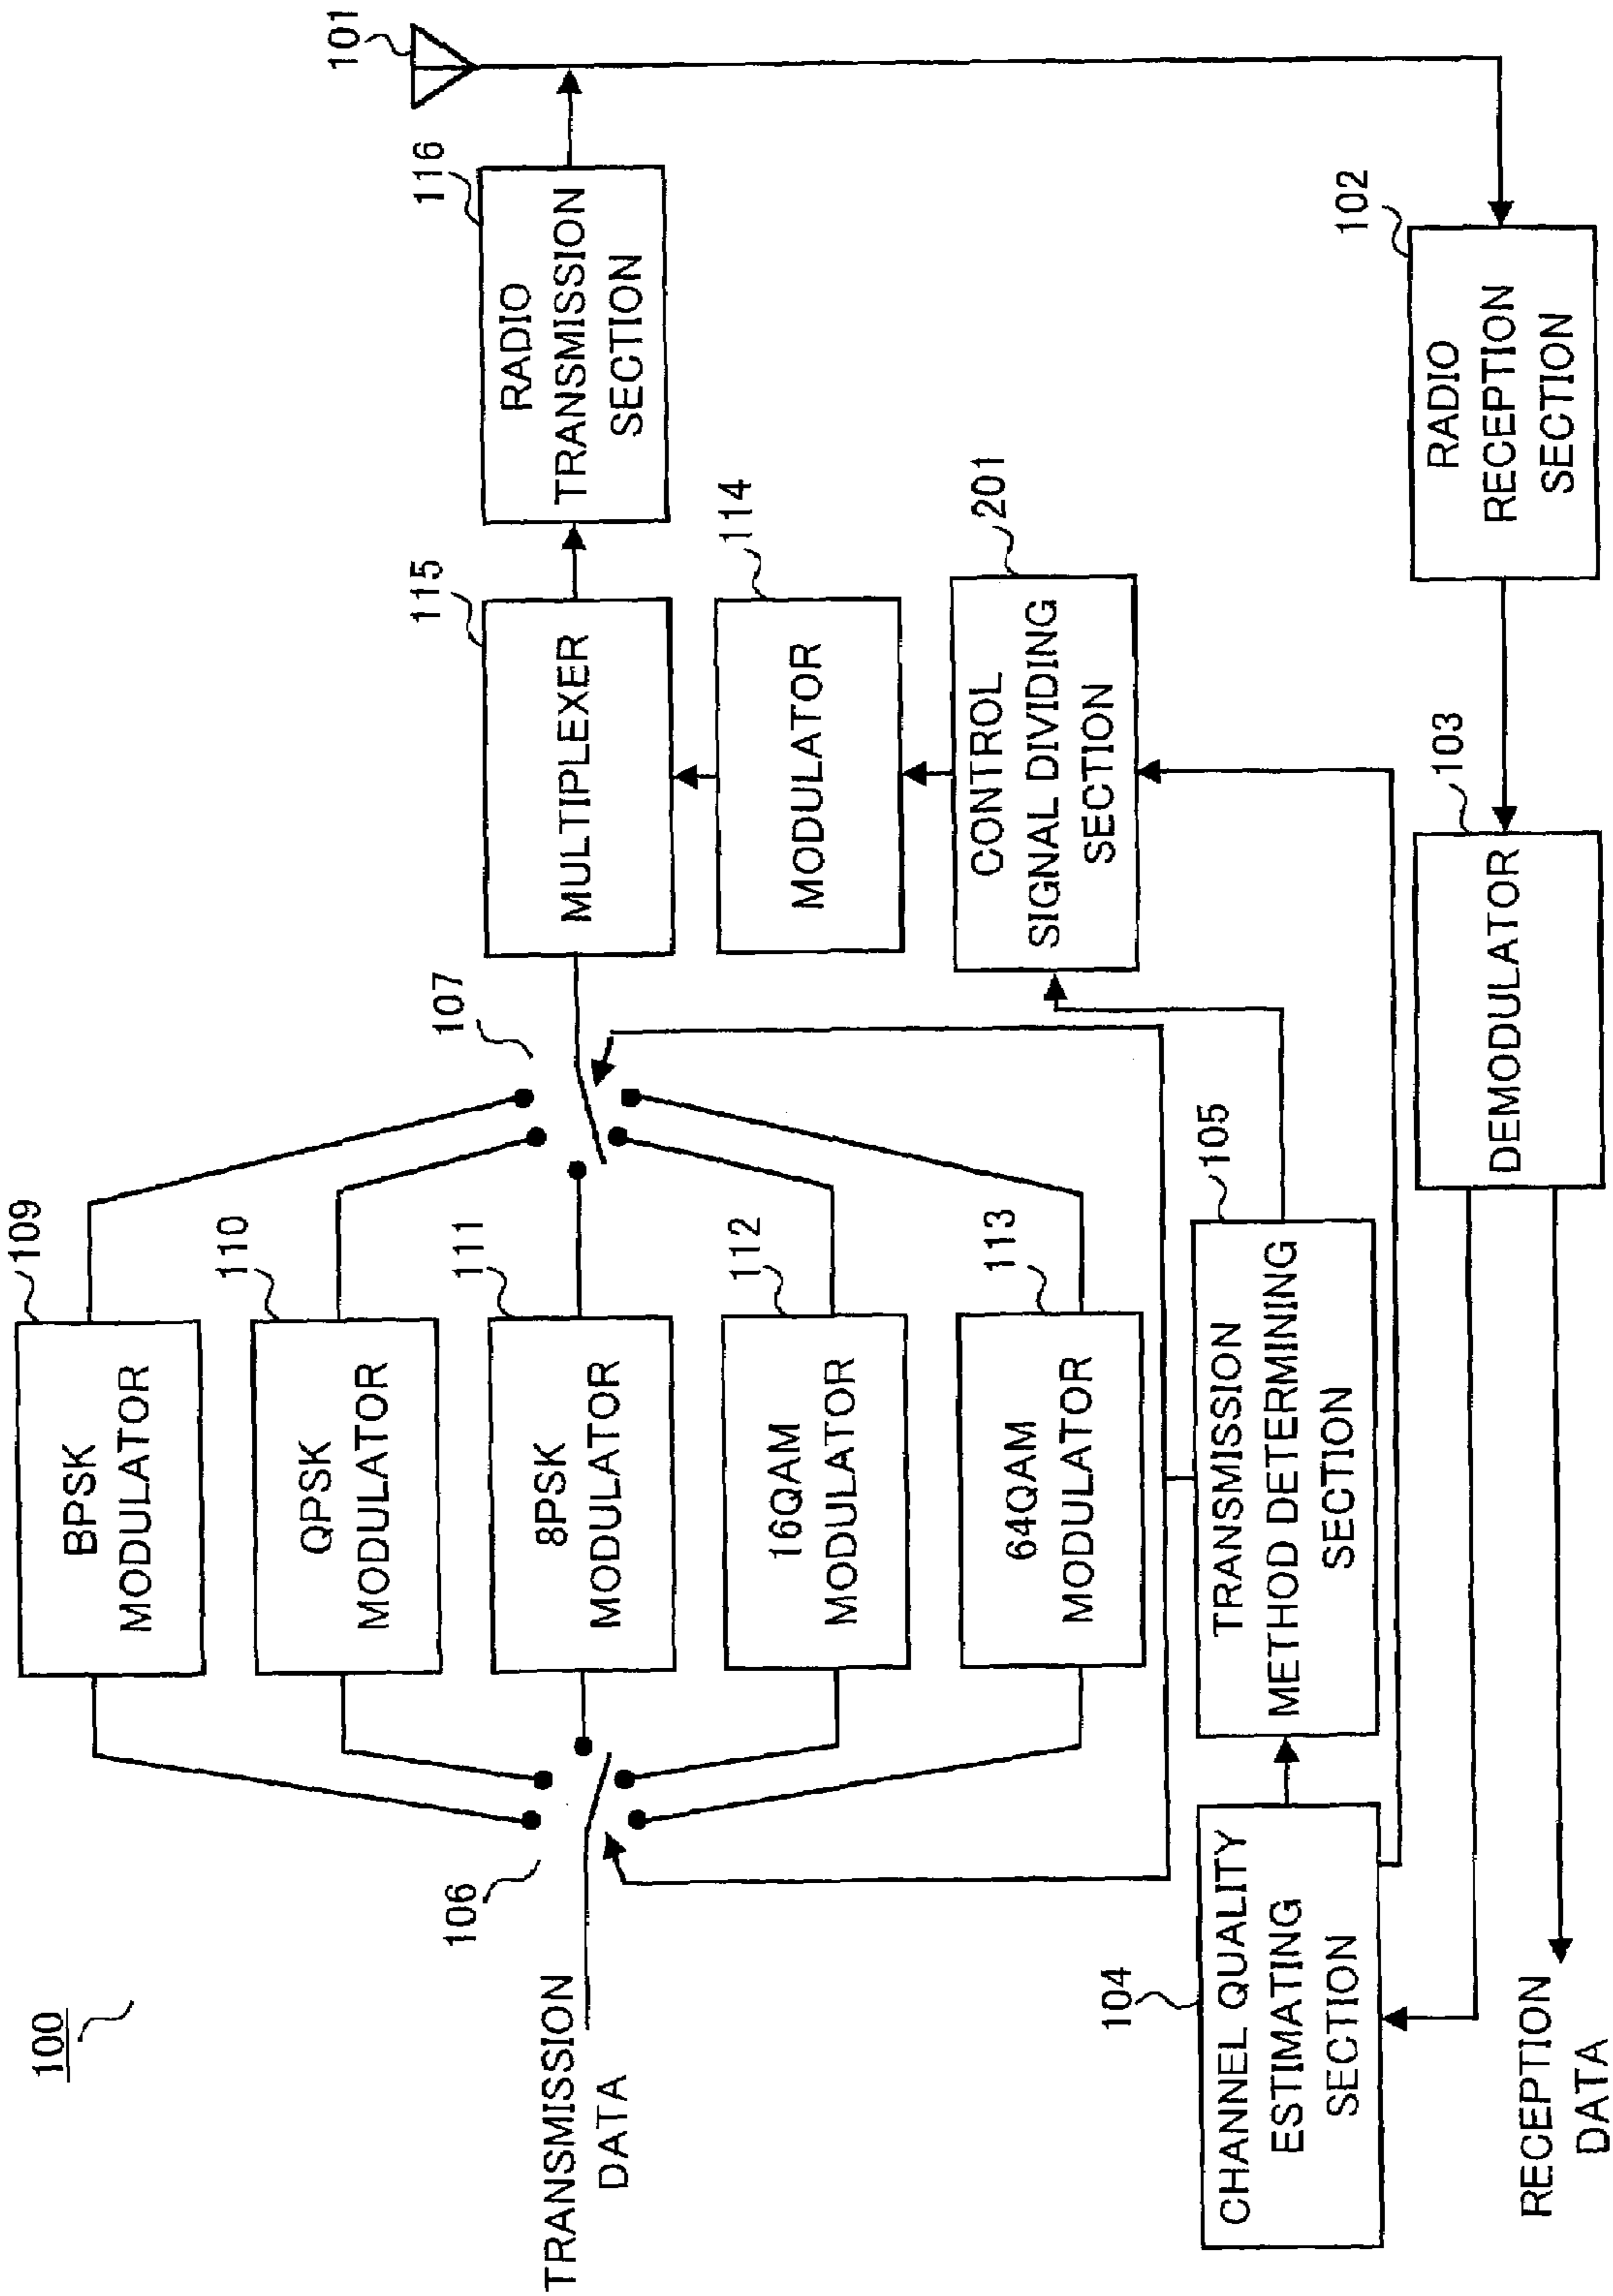 100
109
BPSK
MODULATOR
110
QPSK
MODULATOR
111
8PSK
MODULATOR
112
16QAM
MODULATOR
113
64QAM
MODULATOR
106
107
TRANSMISSION
DATA
115
MULTIPLEXER
116
RADIO
TRANSMISSION
SECTION
101
114
MODULATOR
201
CONTROL
SIGNAL DIVIDING
SECTION
104
CHANNEL QUALITY
ESTIMATING
SECTION
105
TRANSMISSION
METHOD DETERMINING
SECTION
103
DEMODULATOR
102
RADIO
RECEPTION
SECTION
RECEPTION
DATA